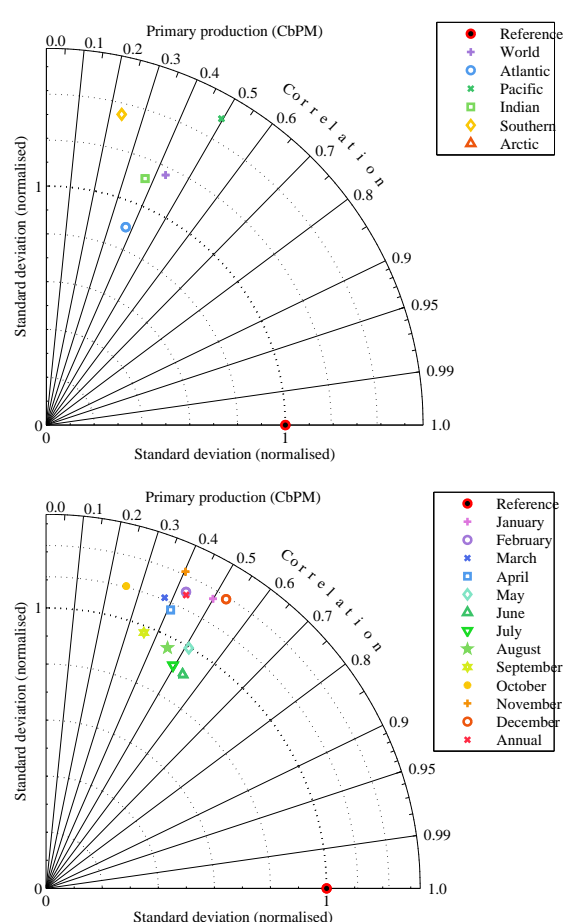 Primary production (CbPM)
0.0
0.1
0.2
0.3
0.4
0.5
0.6
0.7
0.8
0.9
0.95
0.99
1.0
Correlation
Standard deviation (normalised)
1
0
0
1
Standard deviation (normalised)
Reference
World
Atlantic
Pacific
Indian
Southern
Arctic
Primary production (CbPM)
0.0
0.1
0.2
0.3
0.4
0.5
0.6
0.7
0.8
0.9
0.95
0.99
1.0
Correlation
Standard deviation (normalised)
1
0
0
1
Standard deviation (normalised)
Reference
January
February
March
April
May
June
July
August
September
October
November
December
Annual